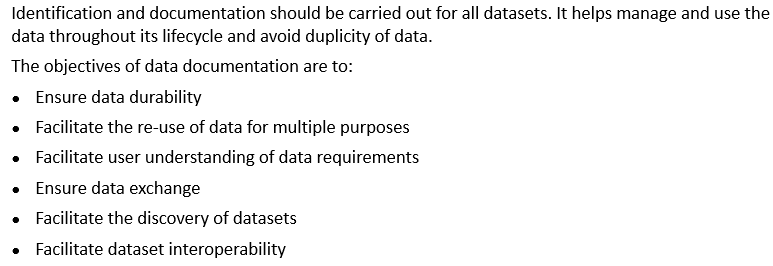 Identification and documentation should be carried out for all datasets. It helps manage and use the
data throughout its lifecycle and avoid duplicity of data.
The objectives of data documentation are to:
• Ensure data durability
• Facilitate the re-use of data for multiple purposes
• Facilitate user understanding of data requirements
• Ensure data exchange
• Facilitate the discovery of datasets
• Facilitate dataset interoperability